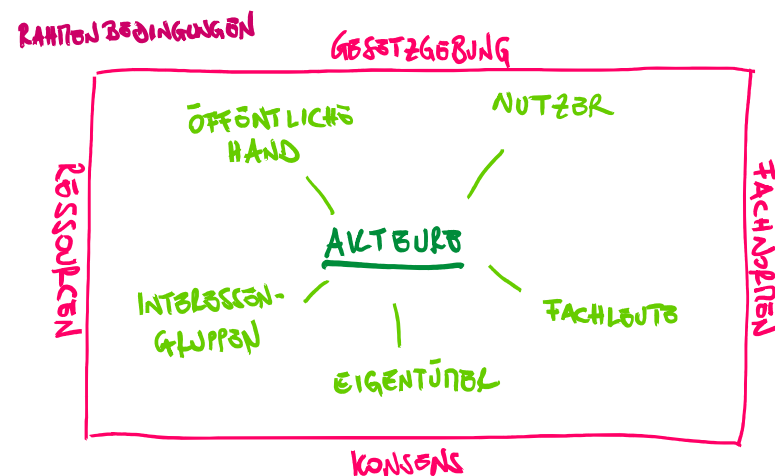 RAHMENBEDINGUNGEN
GESETZGEBUNG
ÖFFENTLICHE
HAND
NUTZER
RESSOURCEN
FACHNORMEN
AKTEURE
INTERESSEN-
GRUPPEN
FACHLEUTE
EIGENTÜMER
KONSENS